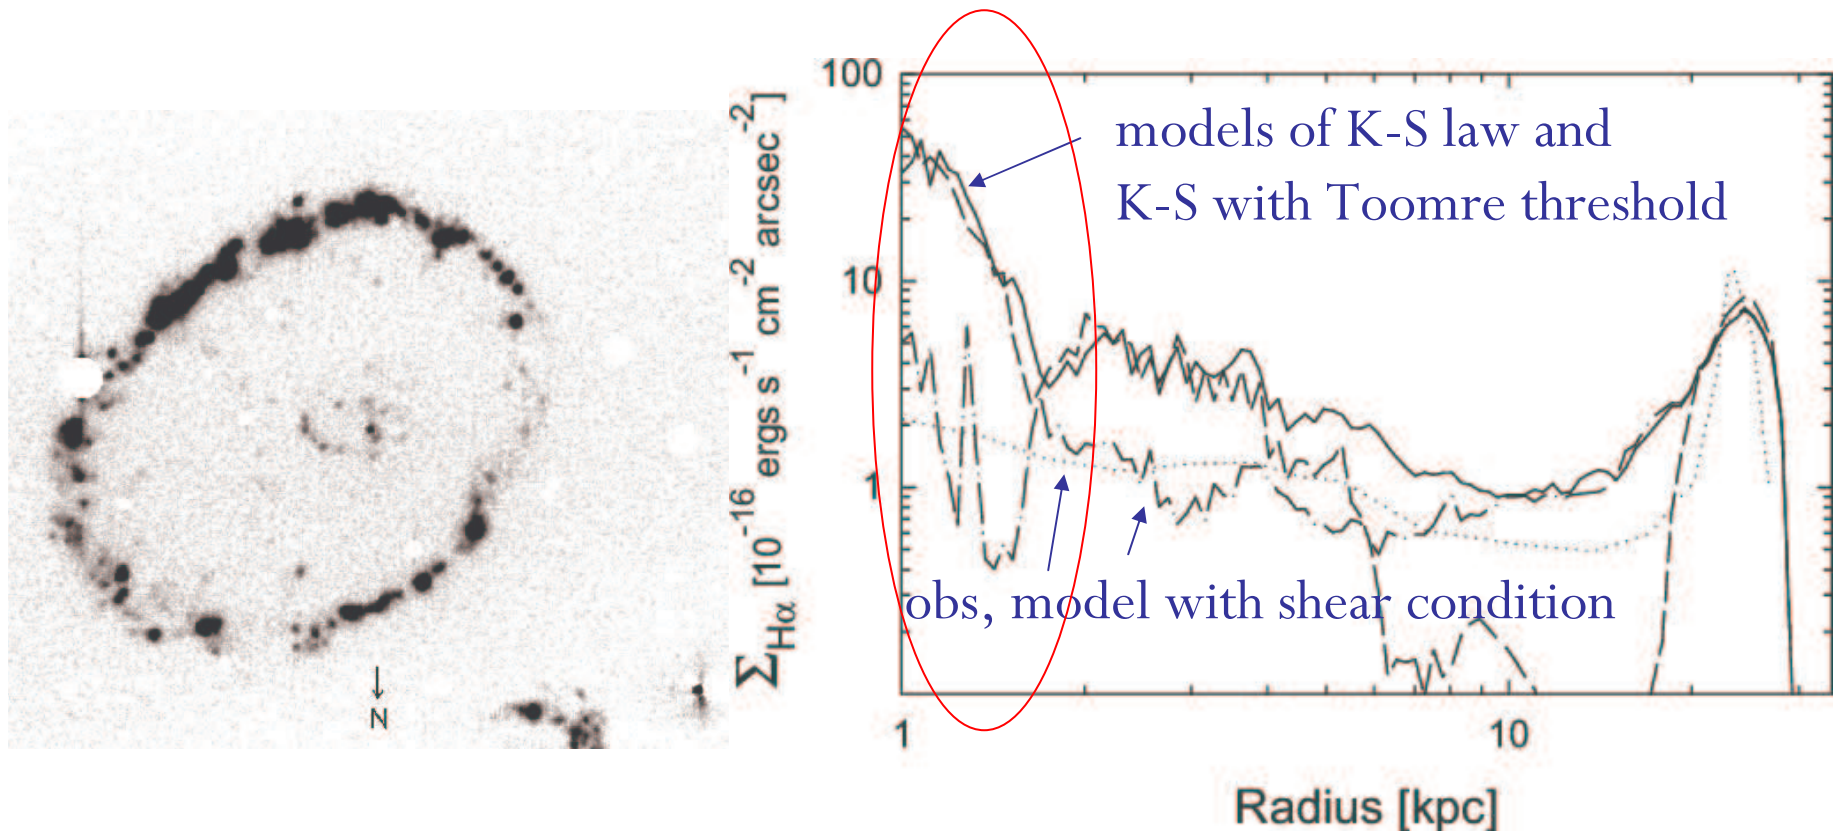 N
100
10
1
Σ_Hα [10^-16 ergs s^-1 cm^-2 arcsec^-2]
models of K-S law and
K-S with Toomre threshold
obs, model with shear condition
1 10
Radius [kpc]